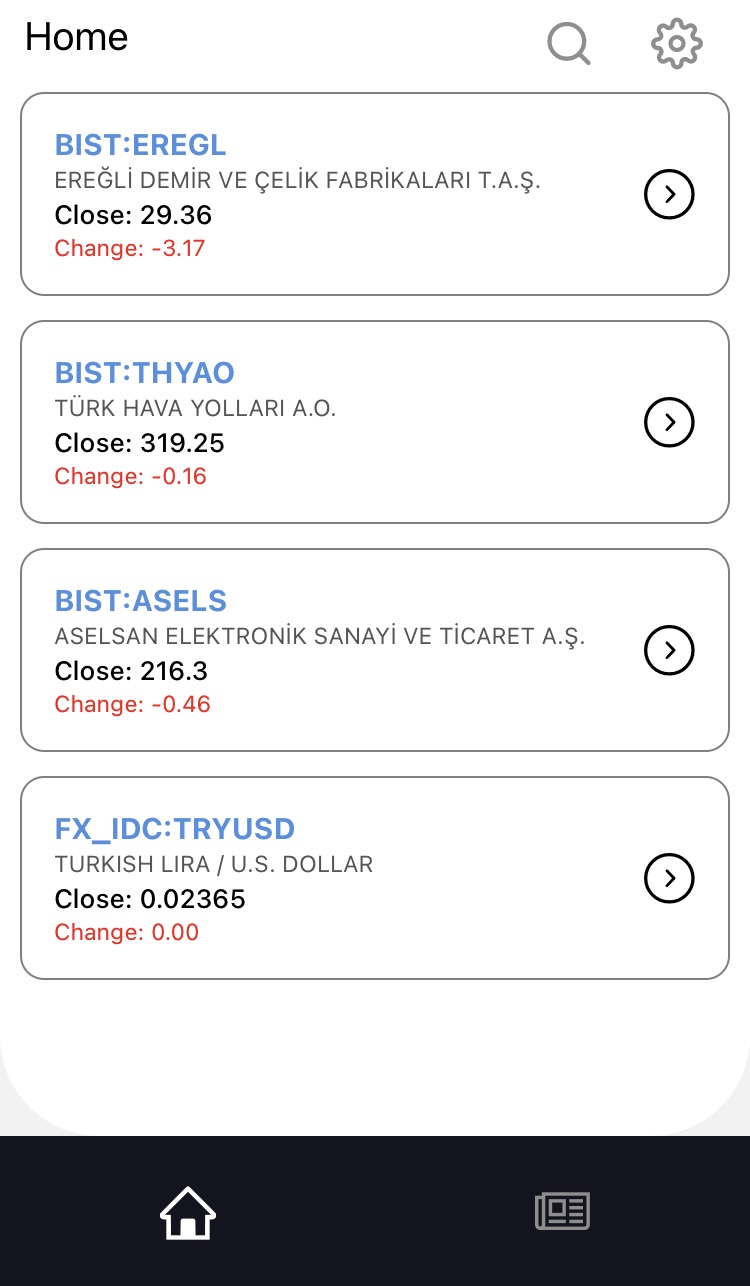 Home
BIST:EREGL
EREĞLİ DEMİR VE ÇELİK FABRİKALARI T.A.Ş.
Close: 29.36
Change: -3.17
BIST:THYAO
TÜRK HAVA YOLLARI A.O.
Close: 319.25
Change: -0.16
BIST:ASELS
ASELSAN ELEKTRONİK SANAYİ VE TİCARET A.Ş.
Close: 216.3
Change: -0.46
FX_IDC:TRYUSD
TURKISH LIRA / U.S. DOLLAR
Close: 0.02365
Change: 0.00